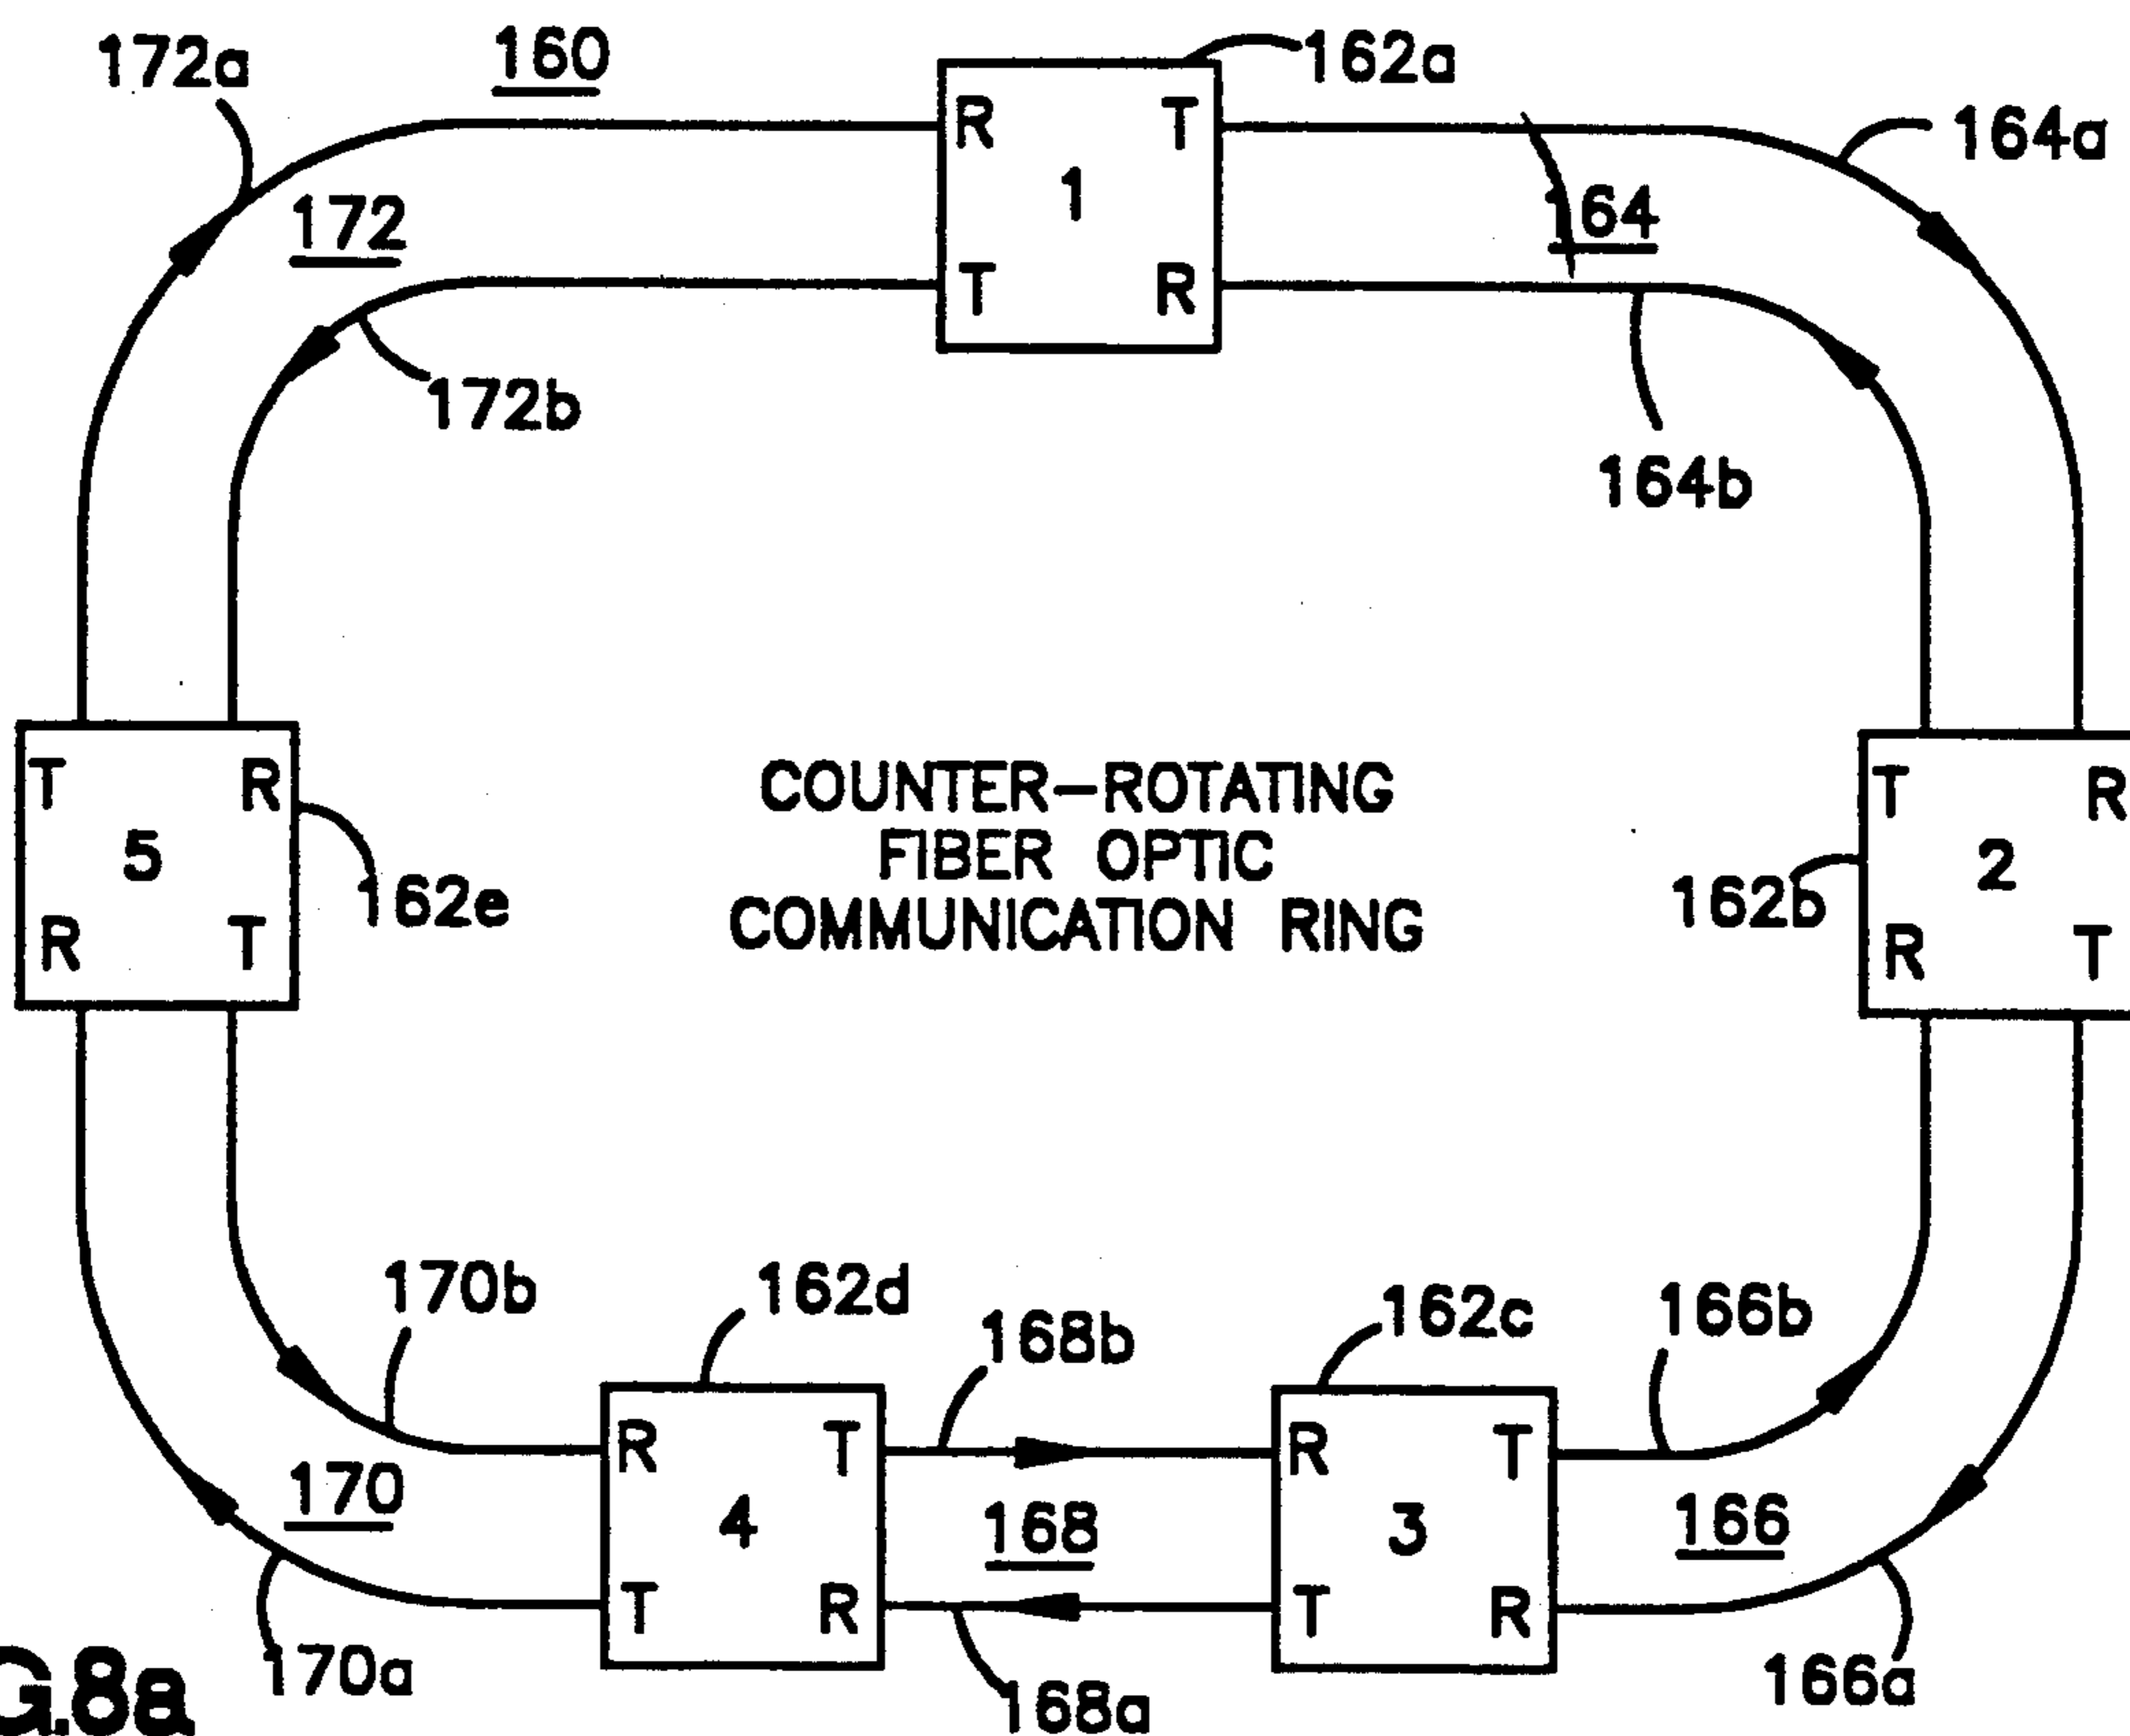 172a
160
162a
164a
R
T
1
T
R
172
164
172b
164b
T
R
5
R
T
162e
COUNTER-ROTATING
FIBER OPTIC
COMMUNICATION RING
T
R
2
R
T
162b
170b
162d
168b
162c
166b
R
T
4
T
R
170
168
R
T
3
T
R
166
170a
168a
166a
G.8a